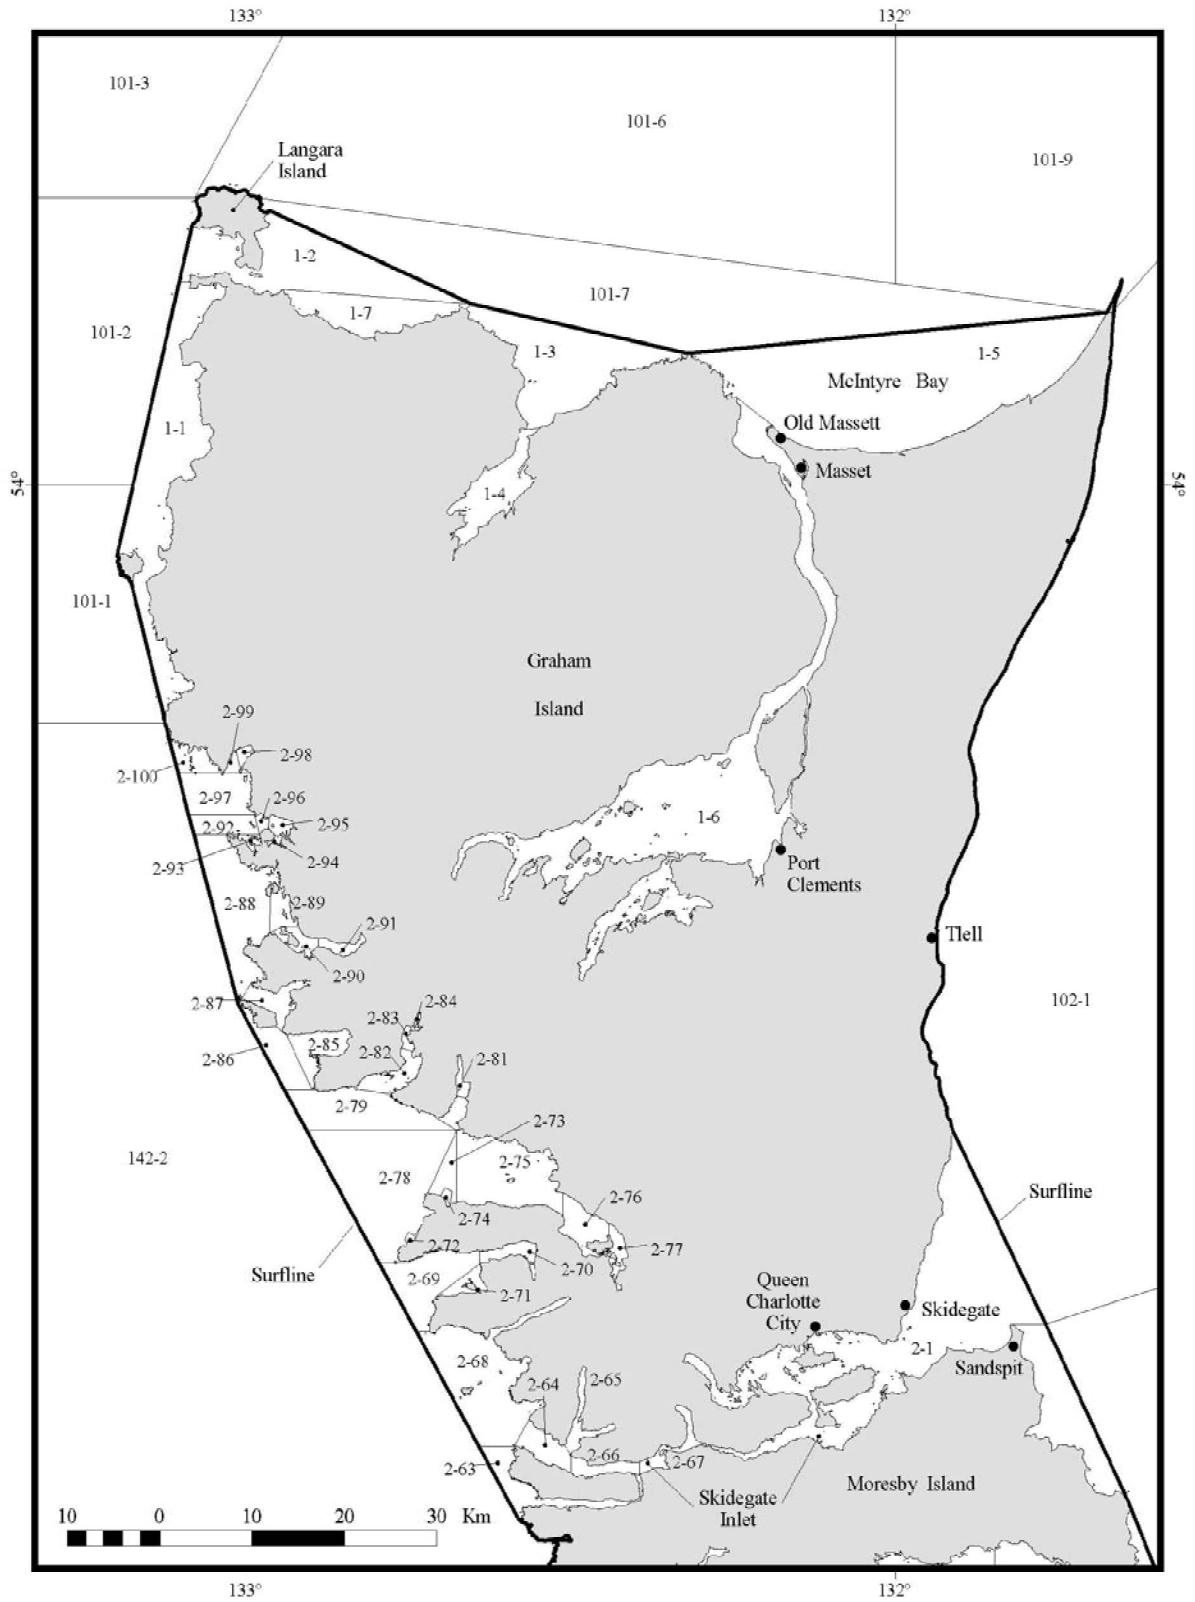 133°
132°
101-3
101-6
101-9
Langara
Island
1-2
101-7
1-7
101-2
1-3
1-5
McIntyre Bay
Old Massett
1-1
Masset
54°
54°
1-4
101-1
Graham
Island
2-99
2-98
2-100
2-97
2-96
2-92
2-95
1-6
2-93
2-94
Port
Clements
2-88
2-89
2-91
Tlell
2-90
2-87
2-84
102-1
2-83
2-85
2-86
2-82
2-81
2-79
2-73
142-2
2-78
2-75
2-76
Surfline
2-74
2-72
2-77
Surfline
2-69
2-70
2-71
Queen
Charlotte
City
Skidegate
2-1
2-68
Sandspit
2-64
2-65
2-66
2-67
2-63
Skidegate
Inlet
Moresby Island
10 0 10 20 30 Km
133°
132°